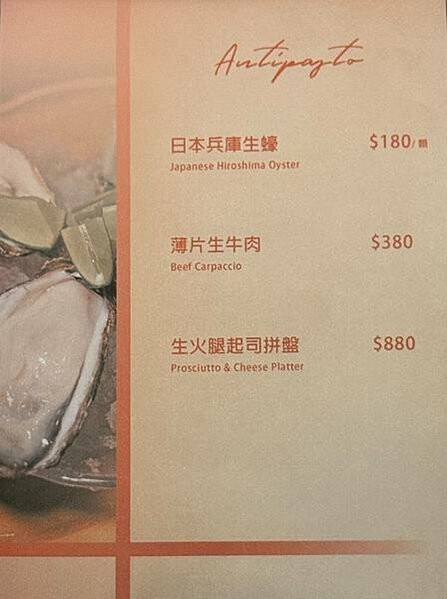 Antipasto
日本兵庫生蠔 $180/顆
Japanese Hiroshima Oyster
薄片生牛肉 $380
Beef Carpaccio
生火腿起司拼盤 $880
Prosciutto & Cheese Platter